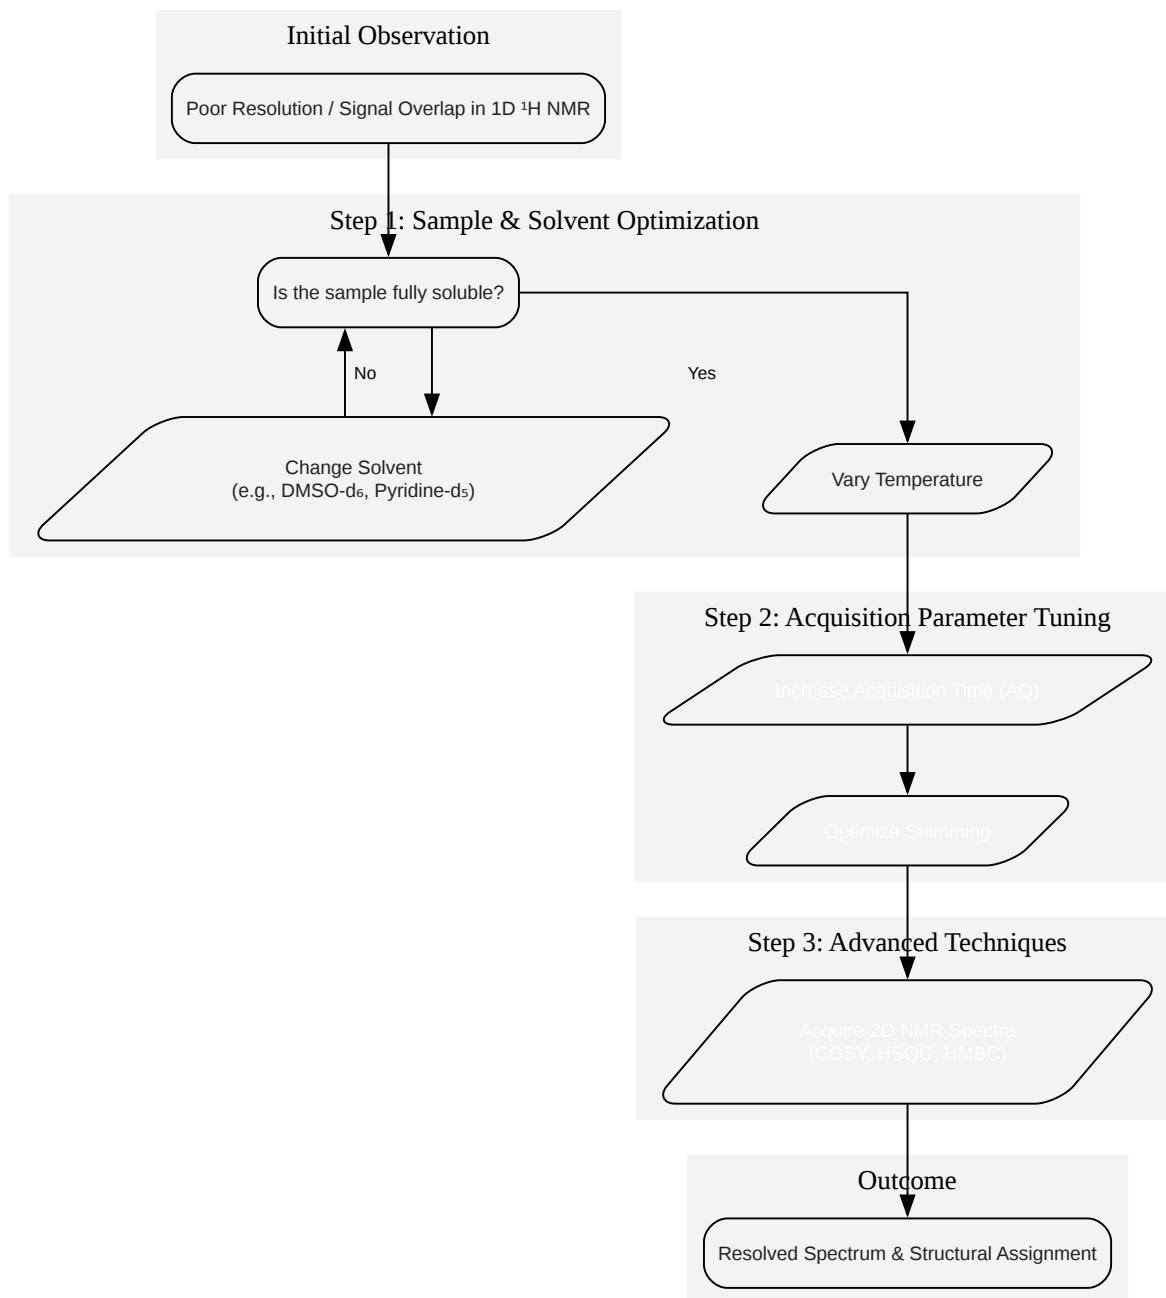 Initial Observation
Poor Resolution / Signal Overlap in 1D ¹H NMR
Step 1: Sample & Solvent Optimization
Is the sample fully soluble?
No
Yes
Change Solvent
(e.g., DMSO-d₆, Pyridine-d₅)
Vary Temperature
Step 2: Acquisition Parameter Tuning
Increase Acquisition Time (AQ)
Optimize Shimming
Step 3: Advanced Techniques
Acquire 2D NMR Spectra
(COSY, HSQC, HMBC)
Outcome
Resolved Spectrum & Structural Assignment